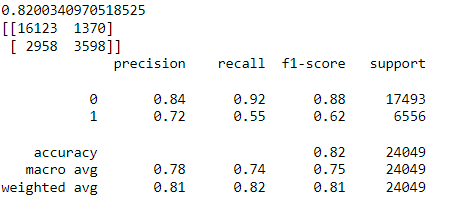 0.8200340970518525
[[16123  1370]
 [ 2958  3598]]
              precision    recall  f1-score   support

           0       0.84      0.92      0.88     17493
           1       0.72      0.55      0.62      6556

    accuracy                           0.82     24049
   macro avg       0.78      0.74      0.75     24049
weighted avg       0.81      0.82      0.81     24049